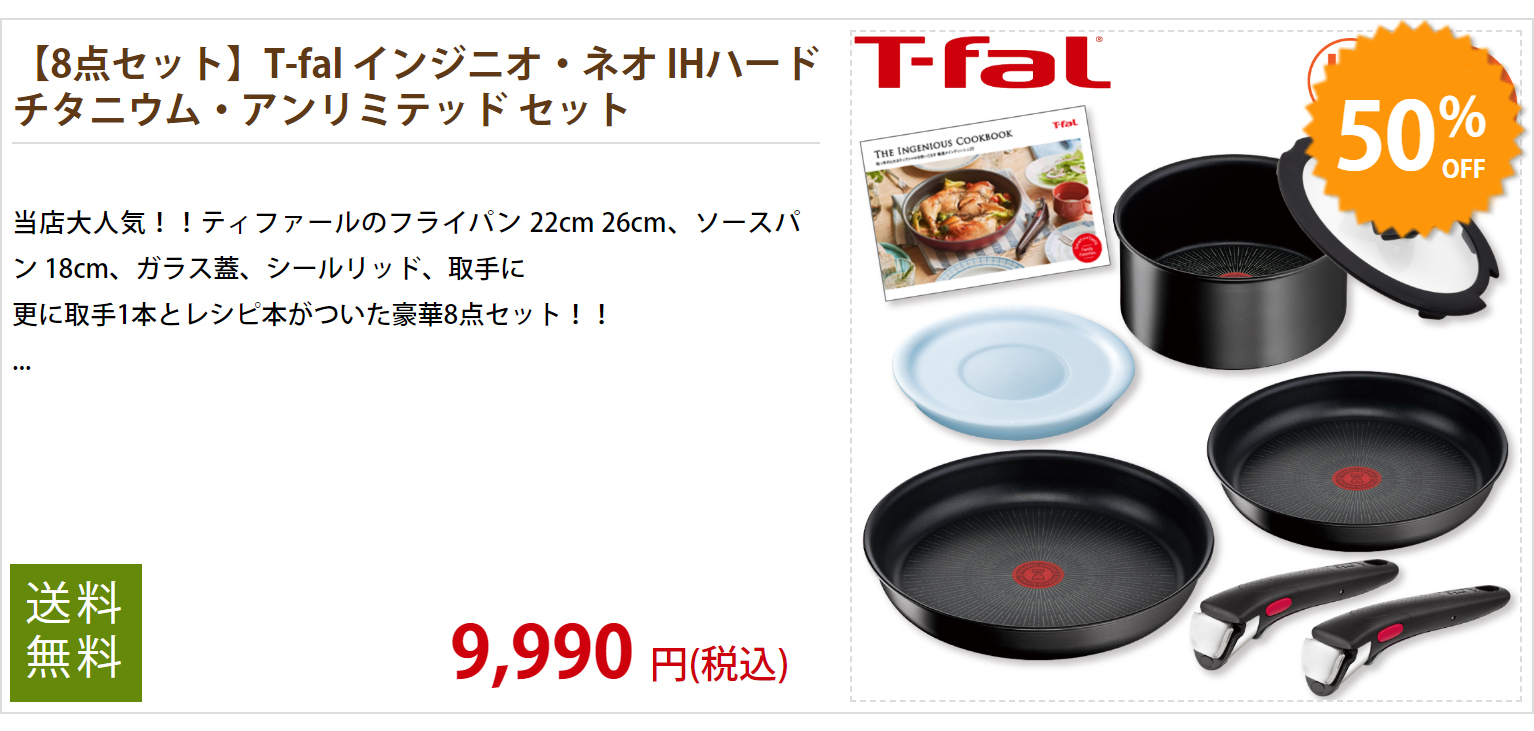 【8点セット】T-fal インジニオ・ネオ IHハード
チタニウム・アンリミテッド セット
当店大人気！！ティファールのフライパン 22cm 26cm、ソースパ
ン 18cm、ガラス蓋、シールリッド、取手に
更に取手1本とレシピ本がついた豪華8点セット！！
...
送料
無料
9,990 円(税込)
T-fal®
50%
OFF
T-fal
THE INGENIOUS COOKBOOK